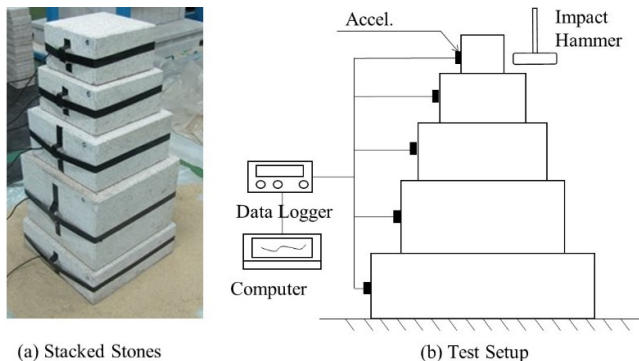 Accel.
Impact
Hammer
Data Logger
Computer
(a) Stacked Stones
(b) Test Setup